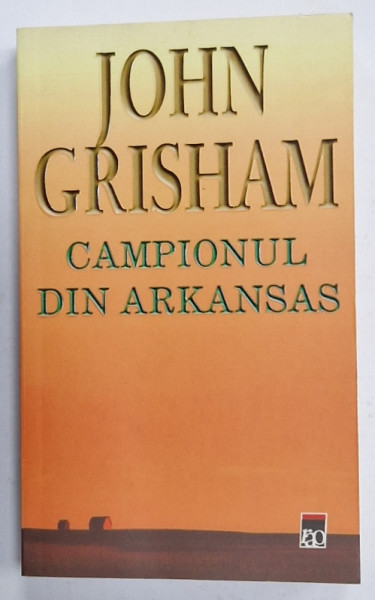 JOHN
GRISHAM
CAMPIONUL
DIN ARKANSAS
rao